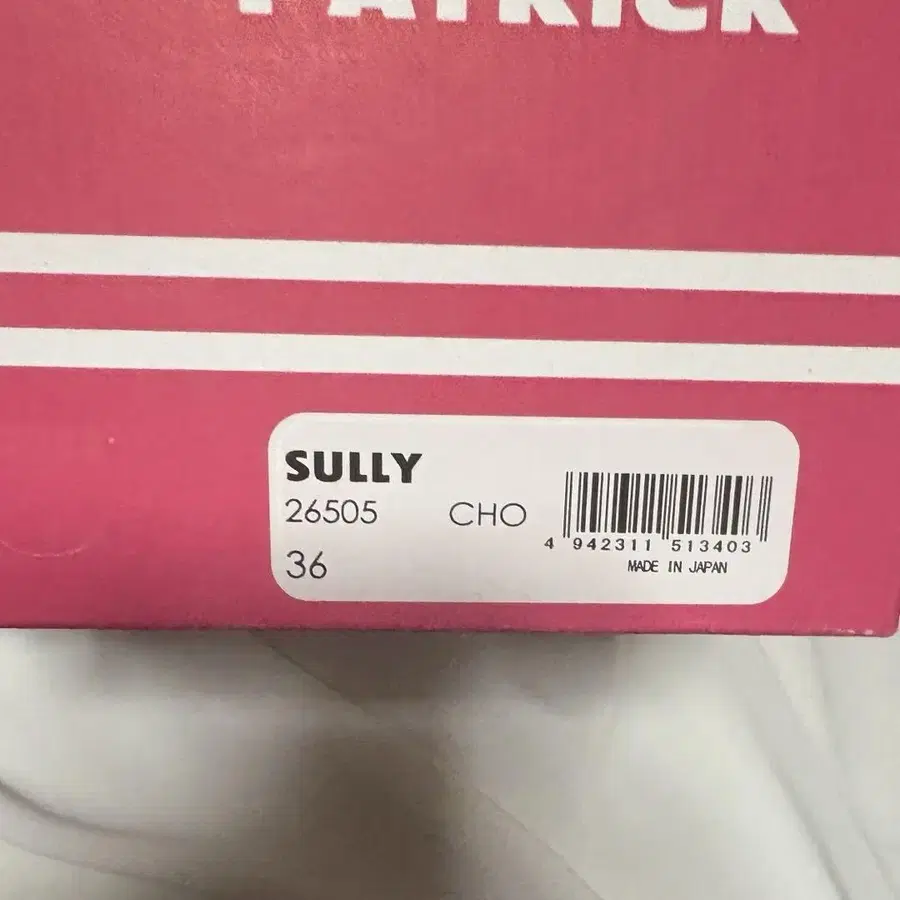 PATRICK
SULLY
26505 CHO
36
4 942311 513403
MADE IN JAPAN